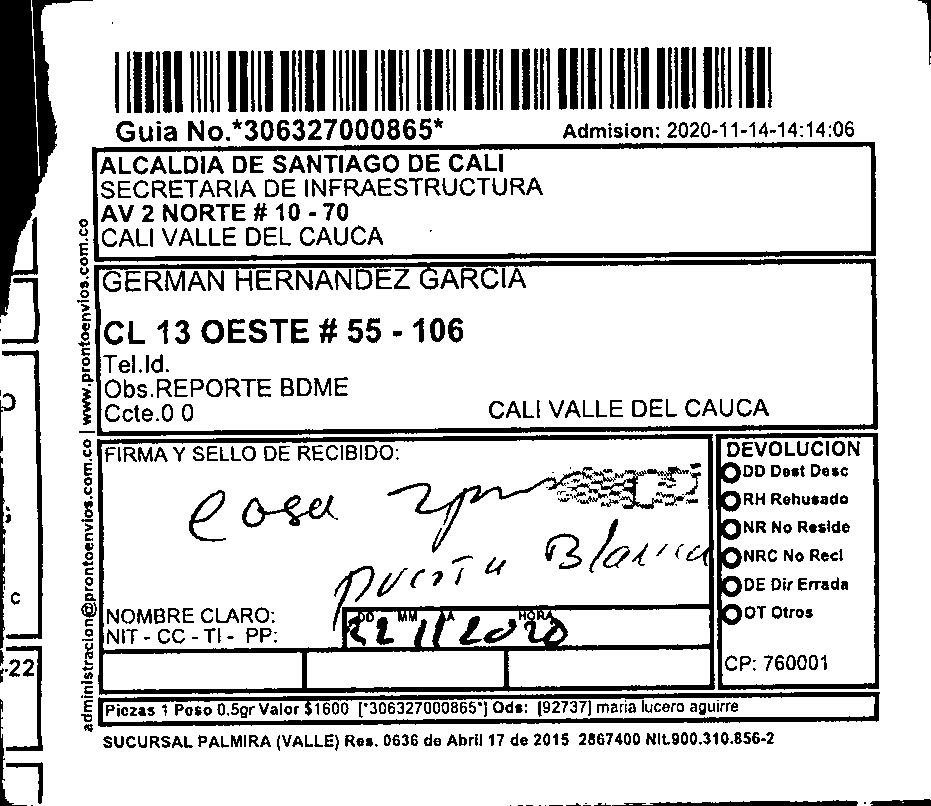 Guia No.*306327000865*
Admision: 2020-11-14-14:14:06
ALCALDIA DE SANTIAGO DE CALI
SECRETARIA DE INFRAESTRUCTURA
AV 2 NORTE # 10 - 70
CALI VALLE DEL CAUCA
GERMAN HERNANDEZ GARCIA
CL 13 OESTE # 55 - 106
Tel.Id.
Obs.REPORTE BDME
Ccte.0 0
CALI VALLE DEL CAUCA
administracion@prontoenvios.com.co | www.prontoenvios.com.co
FIRMA Y SELLO DE RECIBIDO:
Casa
puerta Blanca
NOMBRE CLARO:
NIT - CC - TI - PP:
DD MM AA HORA
22 11 2020
DEVOLUCION
DD Dest Desc
RH Rehusado
NR No Reside
NRC No Recl
DE Dir Errada
OT Otros
CP: 760001
Piezas 1 Peso 0.5gr Valor $1600 [*306327000865*] Ods: [92737] maria lucero aguirre
SUCURSAL PALMIRA (VALLE) Res. 0636 de Abril 17 de 2015 2867400 Nit.900.310.856-2
-22
c